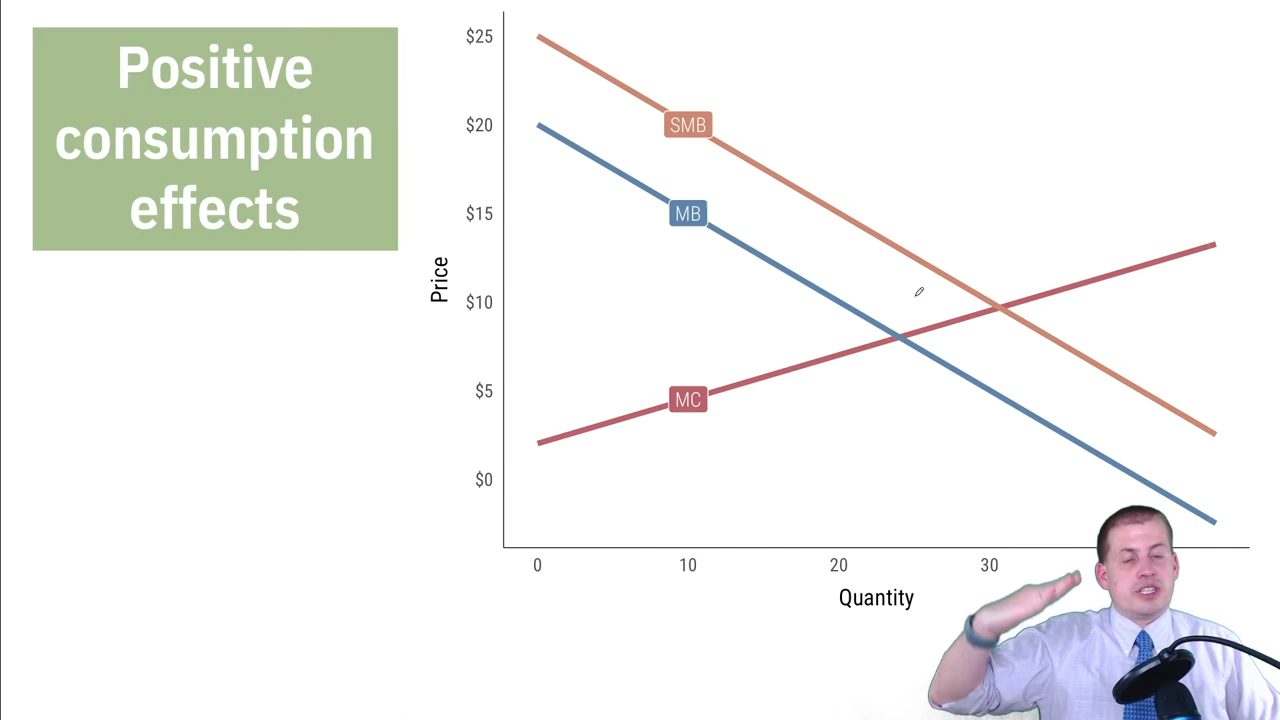 Positive
consumption
effects
$25
$20
$15
$10
$5
$0
Price
SMB
MB
MC
0
10
20
30
Quantity